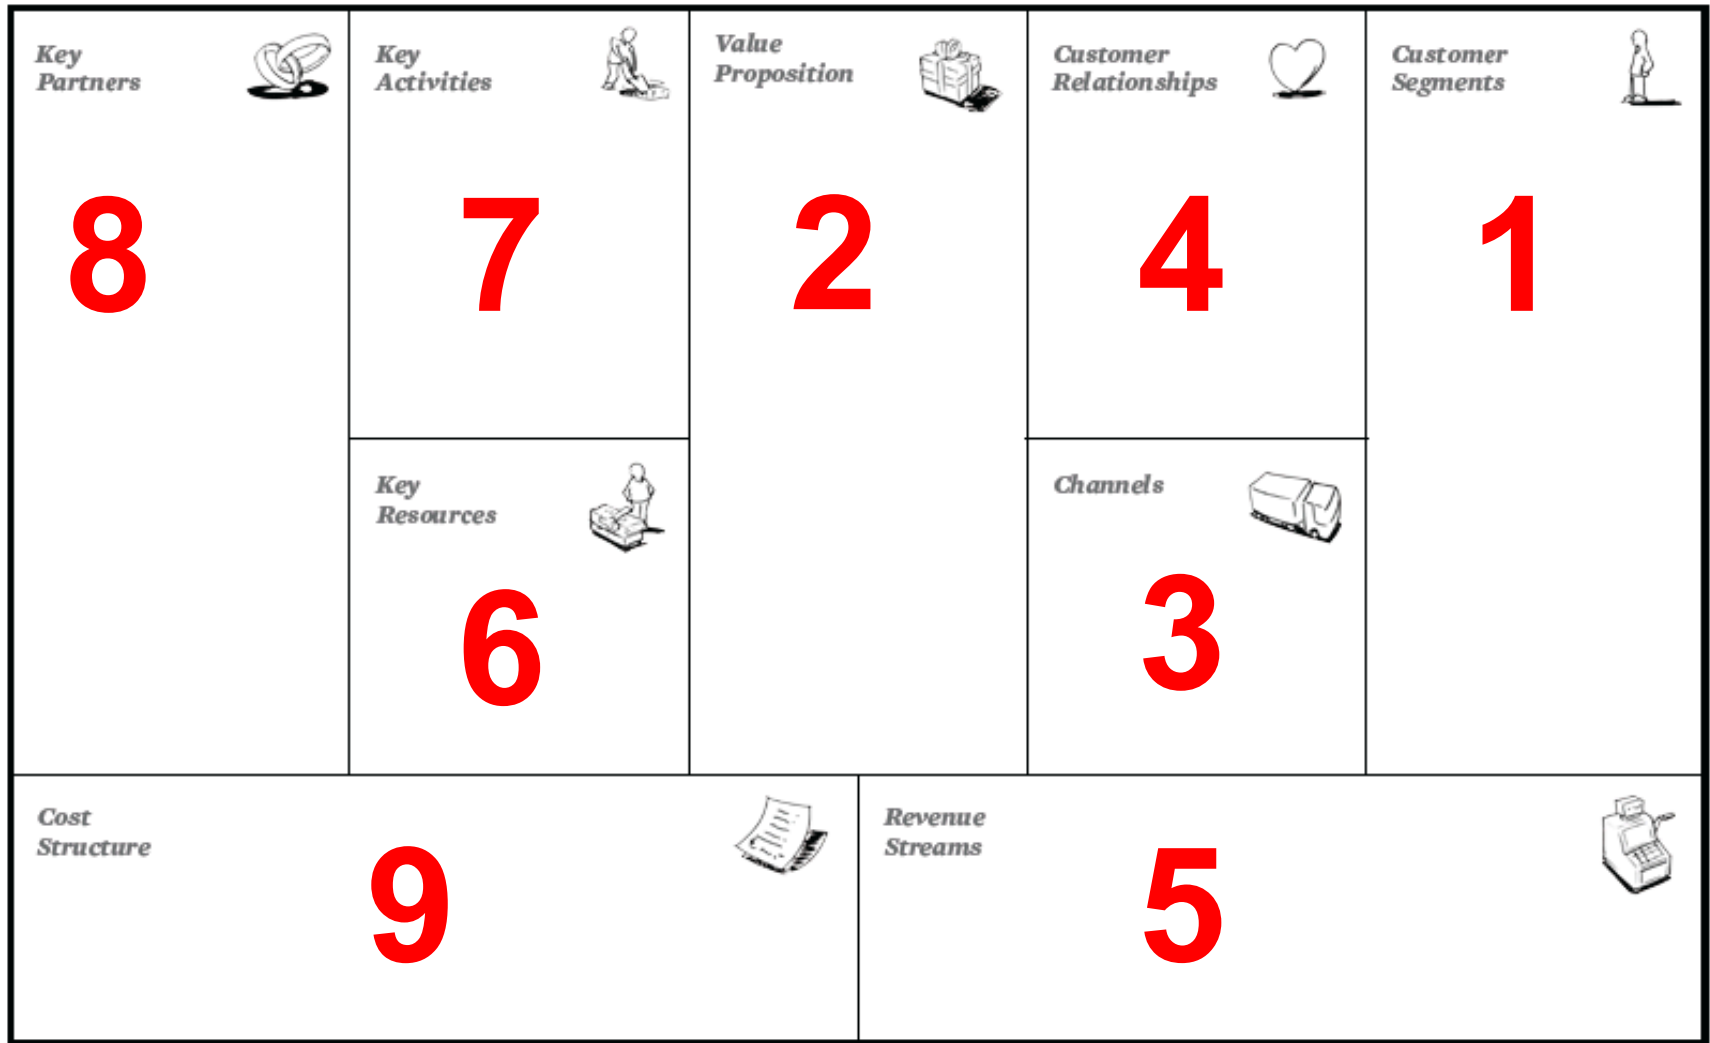 Key
Partners
8
Key
Activities
7
Value
Proposition
2
Customer
Relationships
4
Customer
Segments
1
Key
Resources
6
Channels
3
Cost
Structure
9
Revenue
Streams
5